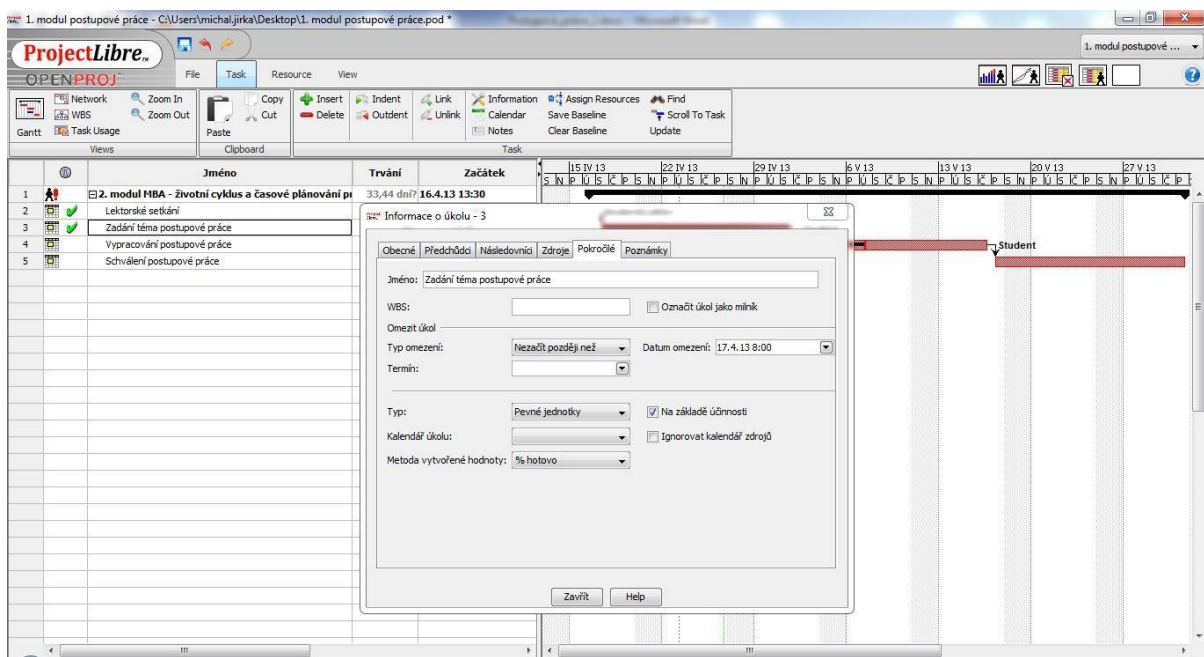 1. modul postupové práce - C:\Users\michal.jirka\Desktop\1. modul postupové práce.pod *
ProjectLibre TM
OPENPROJ
1. modul postupové ...
File Task Resource View
Network Zoom In Copy Insert Indent Link Information Assign Resources Find
WBS Zoom Out Cut Delete Outdent Unlink Calendar Save Baseline Scroll To Task
Gantt Task Usage Paste Notes Clear Baseline Update
Views Clipboard Task
Jméno Trvání Začátek
15 IV 13 22 IV 13 29 IV 13 6 V 13 13 V 13 20 V 13 27 V 13
S N P Ú S Č P S N P Ú S Č P S N P Ú S Č P S N P Ú S Č P S N P Ú S Č P S N P Ú S Č P S N P Ú S Č P
1 2. modul MBA - životní cyklus a časové plánování 33,44 dní? 16.4.13 13:30
2 Lektorské setkání
3 Zadání téma postupové práce
4 Vypracování postupové práce
5 Schválení postupové práce
Student
Informace o úkolu - 3
Obecné Předchůdci Následovníci Zdroje Pokročilé Poznámky
Jméno: Zadání téma postupové práce
WBS: Označit úkol jako milník
Omezit úkol
Typ omezení: Nezačít později než Datum omezení: 17.4.13 8:00
Termín:
Typ: Pevné jednotky Na základě účinnosti
Kalendář úkolu: Ignorovat kalendář zdrojů
Metoda vytvořené hodnoty: % hotovo
Zavřít Help